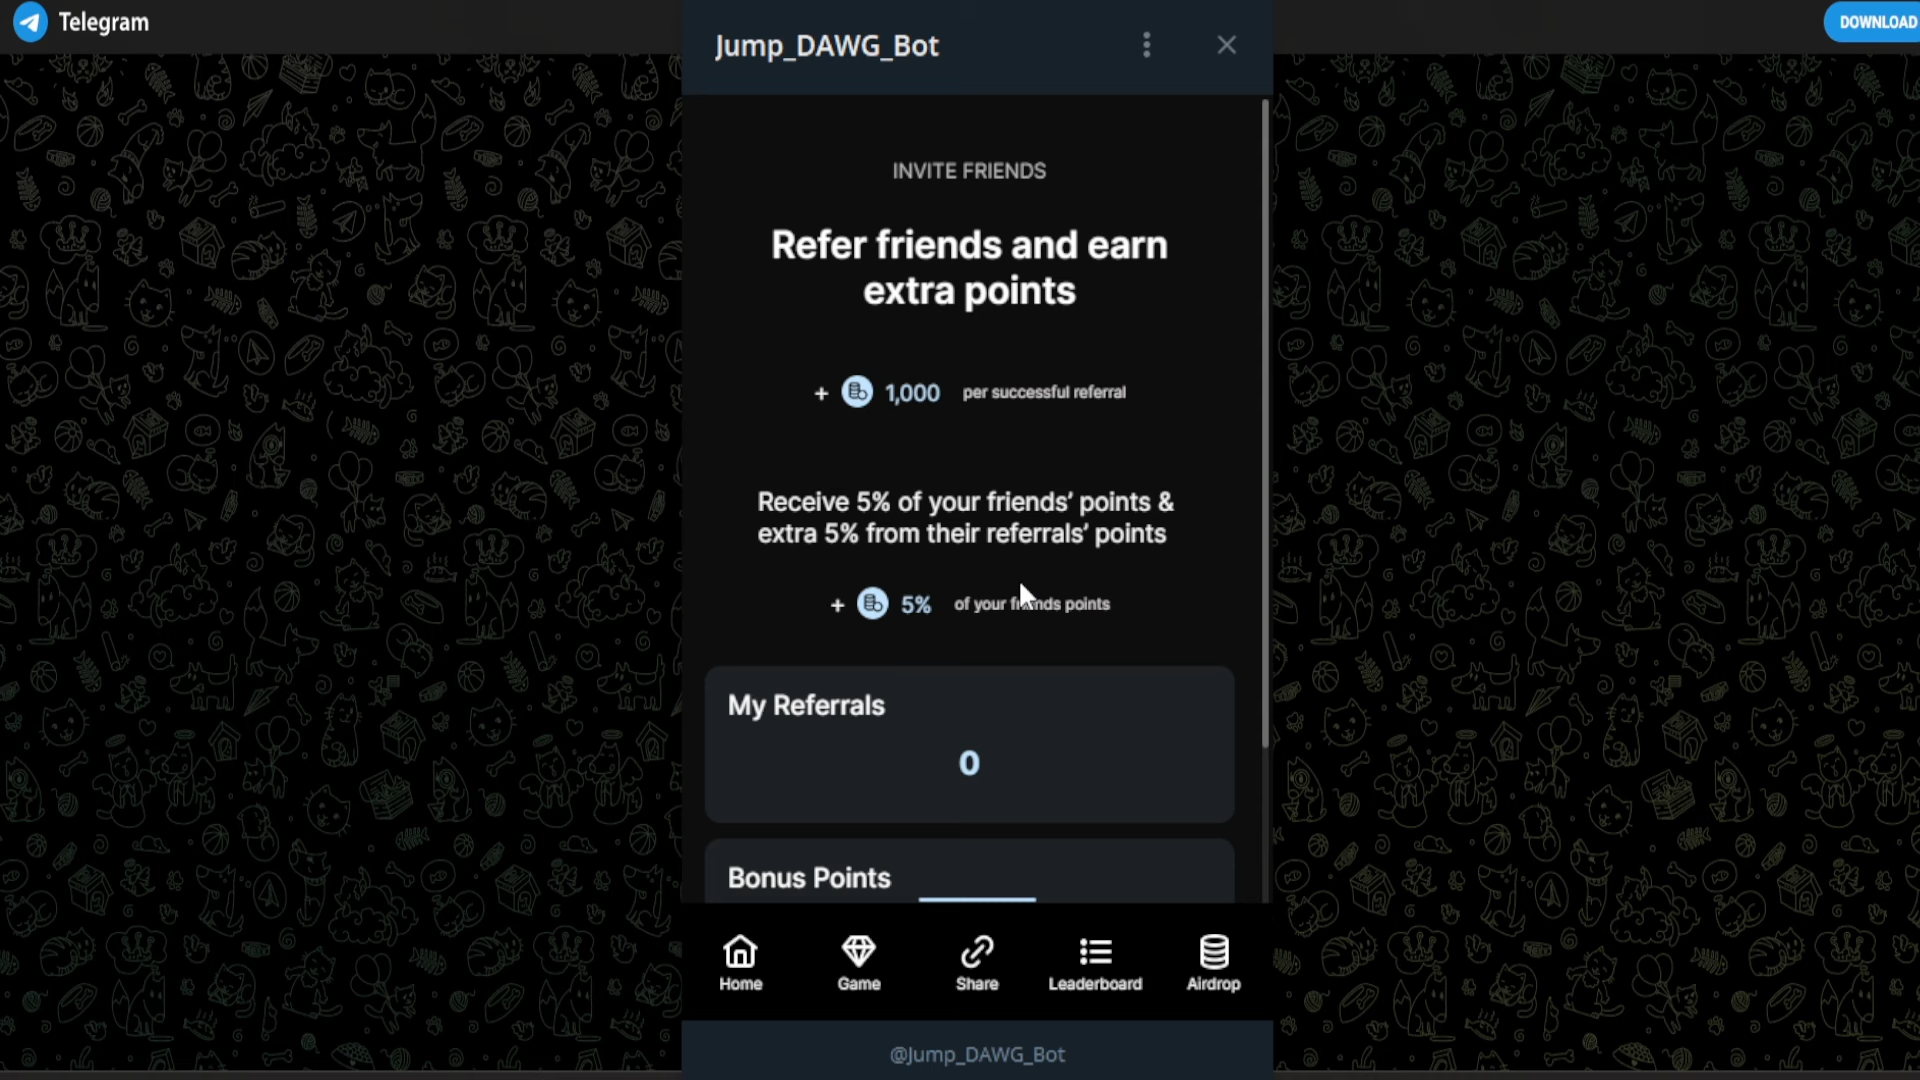 Telegram
DOWNLOAD
Jump_DAWG_Bot
INVITE FRIENDS
Refer friends and earn
extra points
+ 1,000 per successful referral
Receive 5% of your friends' points &
extra 5% from their referrals' points
+ 5% of your friends points
My Referrals
0
Bonus Points
Home
Game
Share
Leaderboard
Airdrop
@Jump_DAWG_Bot